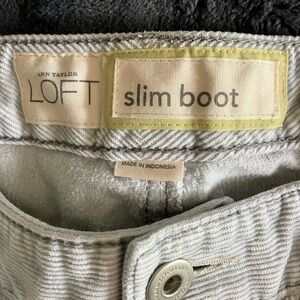 ANN TAYLOR
LOFT
slim boot
MADE IN INDONESIA